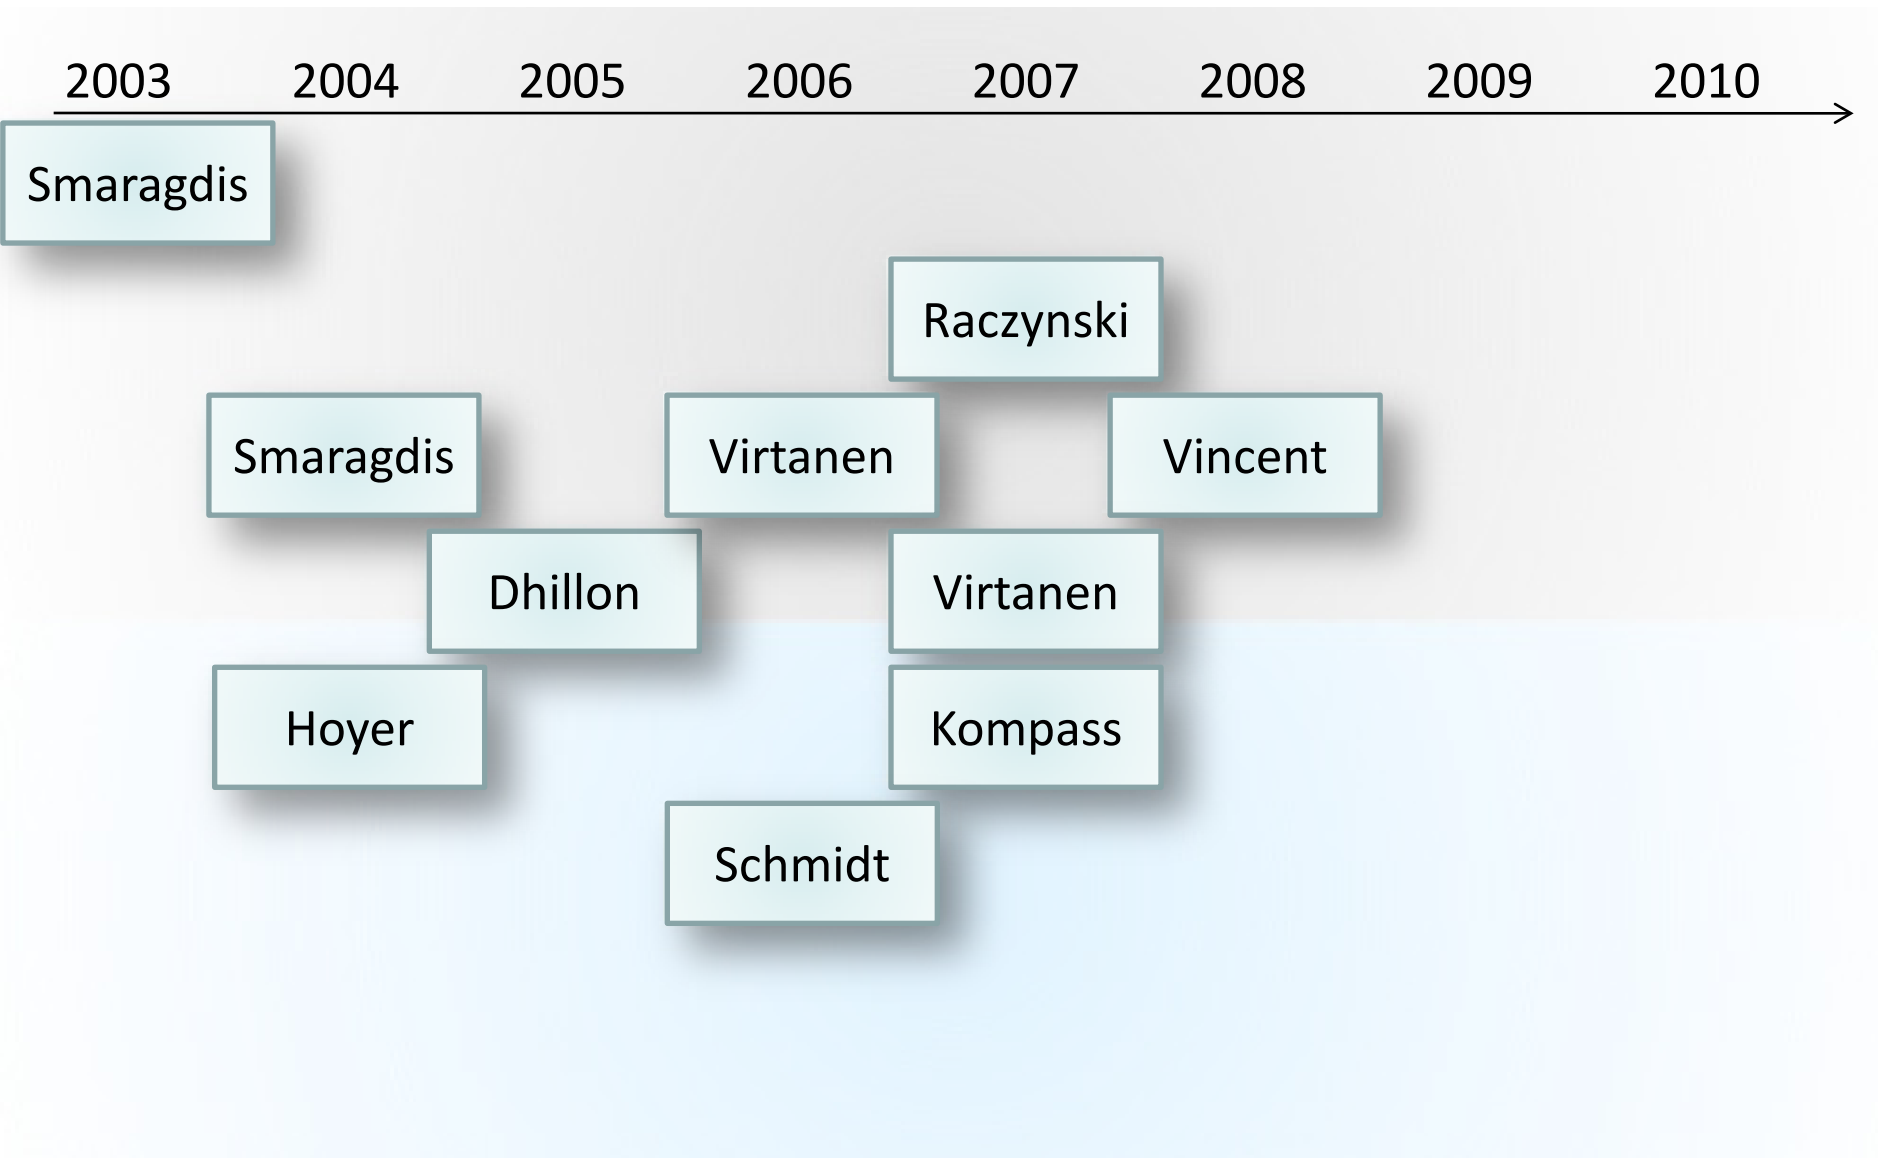 2003 2004 2005 2006 2007 2008 2009 2010
Smaragdis
Raczynski
Smaragdis Virtanen Vincent
Dhillon Virtanen
Hoyer Kompass
Schmidt